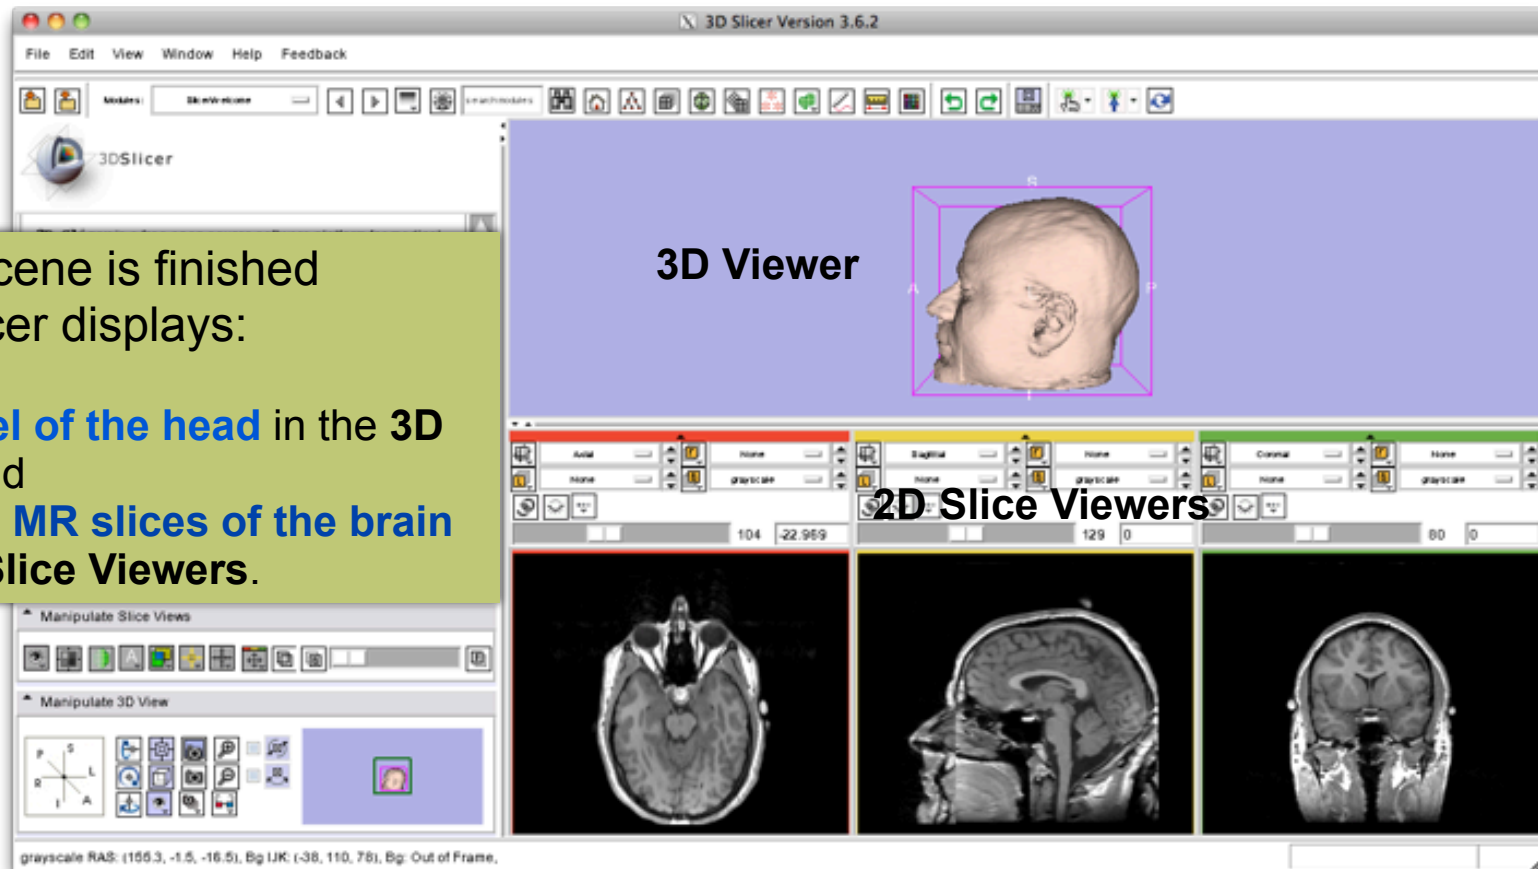 3D Slicer Version 3.6.2
File Edit View Window Help Feedback
Modules: SlicerWelcome searchmodules
3DSlicer
cene is finished
cer displays:
el of the head in the 3D
d
MR slices of the brain
Slice Viewers.
3D Viewer
S
A P
I
Axial None
None grayscale
104 -22.969
Sagittal None
None grayscale
129 0
Coronal None
None grayscale
80 0
2D Slice Viewers
Manipulate Slice Views
Manipulate 3D View
P S
R L
I A
grayscale RAS: (155.3, -1.5, -16.5), Bg IJK: (-38, 110, 78), Bg: Out of Frame,